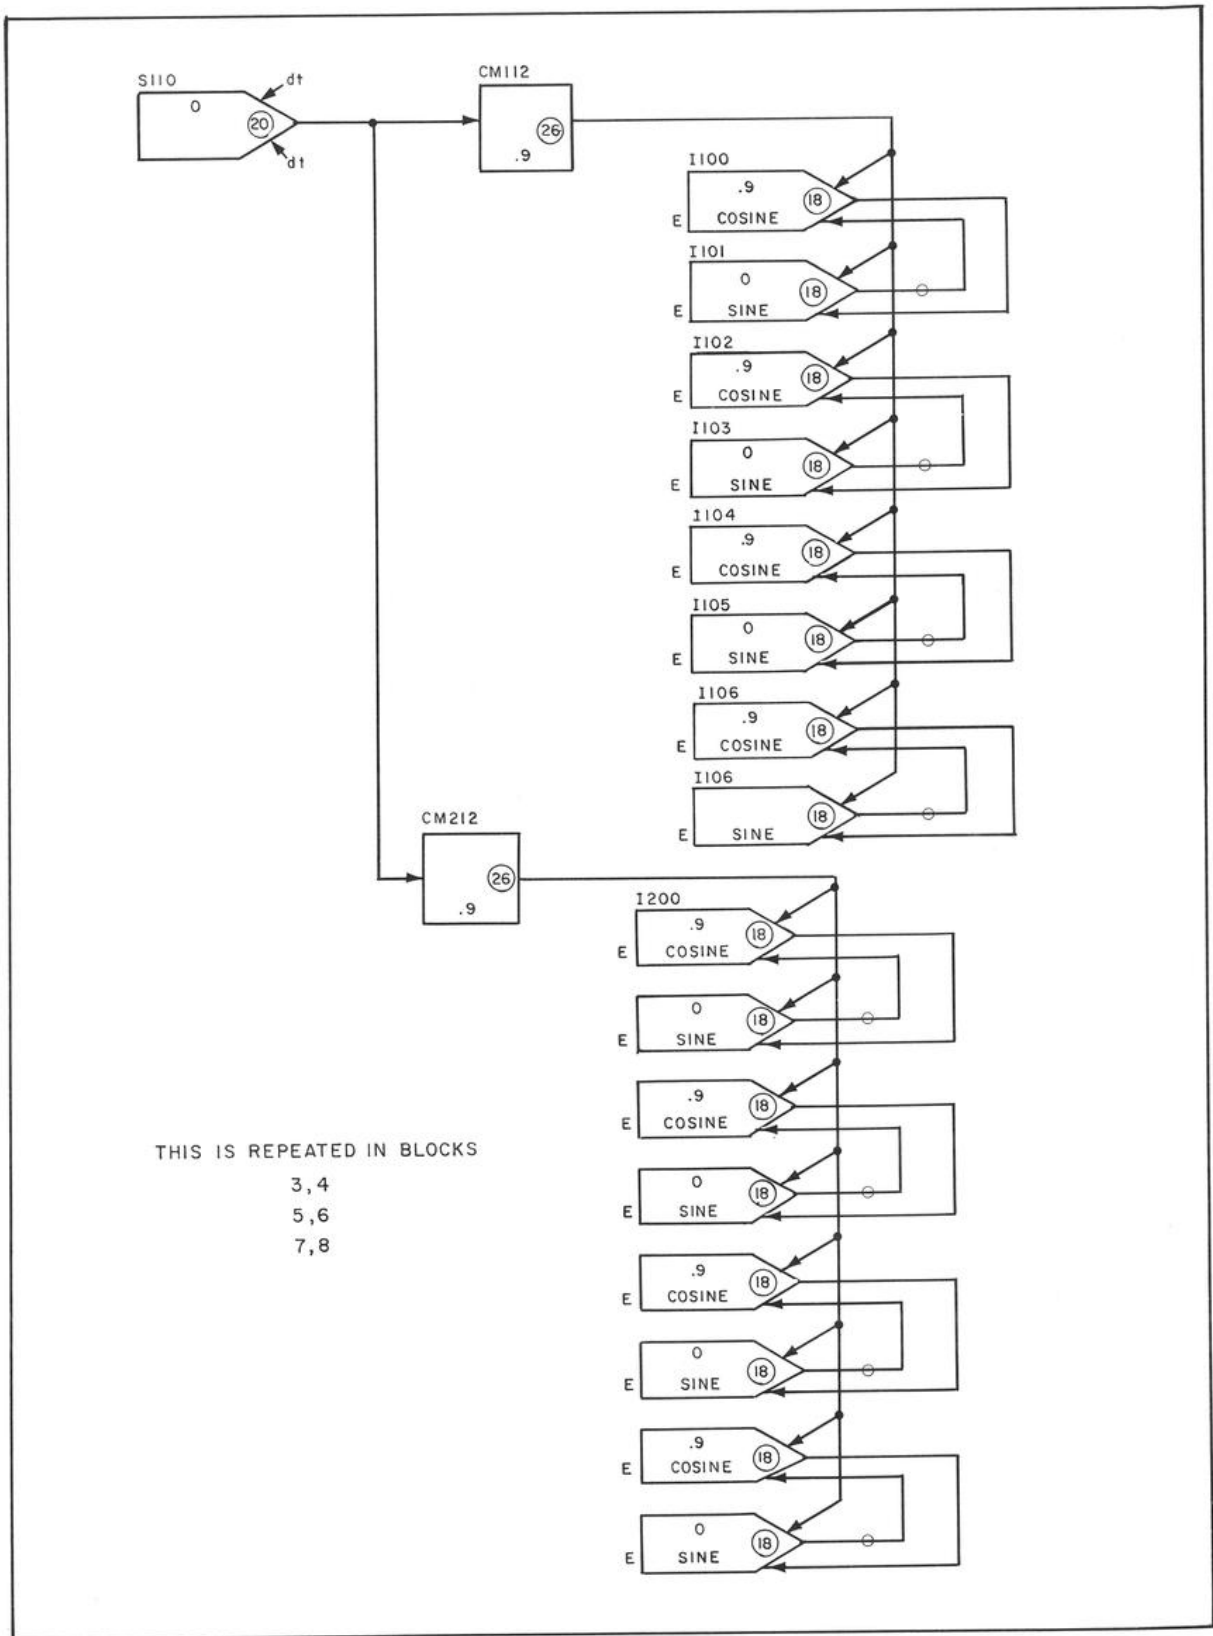 S110
dt
0
20
dt
CM112
26
.9
I100
.9
18
E
COSINE
I101
0
18
E
SINE
I102
.9
18
E
COSINE
I103
0
18
E
SINE
I104
.9
18
E
COSINE
I105
0
18
E
SINE
I106
.9
18
E
COSINE
I106
18
E
SINE
CM212
26
.9
I200
.9
18
E
COSINE
0
18
E
SINE
.9
18
E
COSINE
0
18
E
SINE
.9
18
E
COSINE
0
18
E
SINE
.9
18
E
COSINE
0
18
E
SINE
THIS IS REPEATED IN BLOCKS
3,4
5,6
7,8